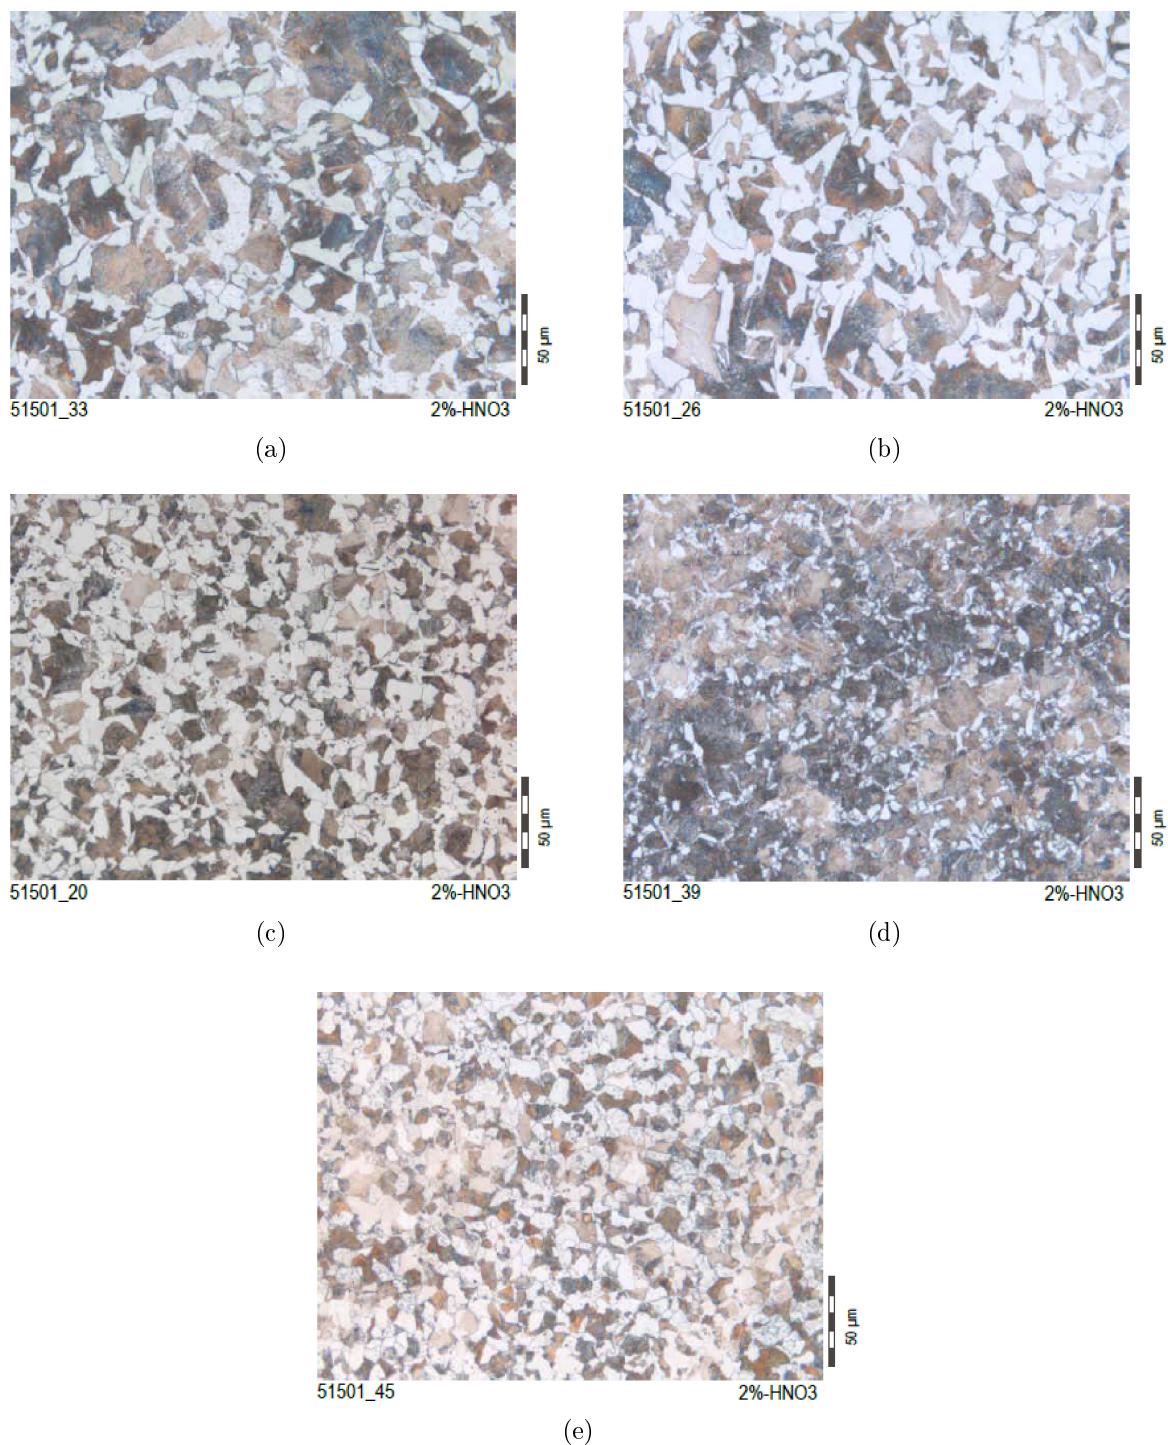 50 µm
51501_33 2%-HNO3
(a)
50 µm
51501_26 2%-HNO3
(b)
50 µm
51501_20 2%-HNO3
(c)
50 µm
51501_39 2%-HNO3
(d)
50 µm
51501_45 2%-HNO3
(e)